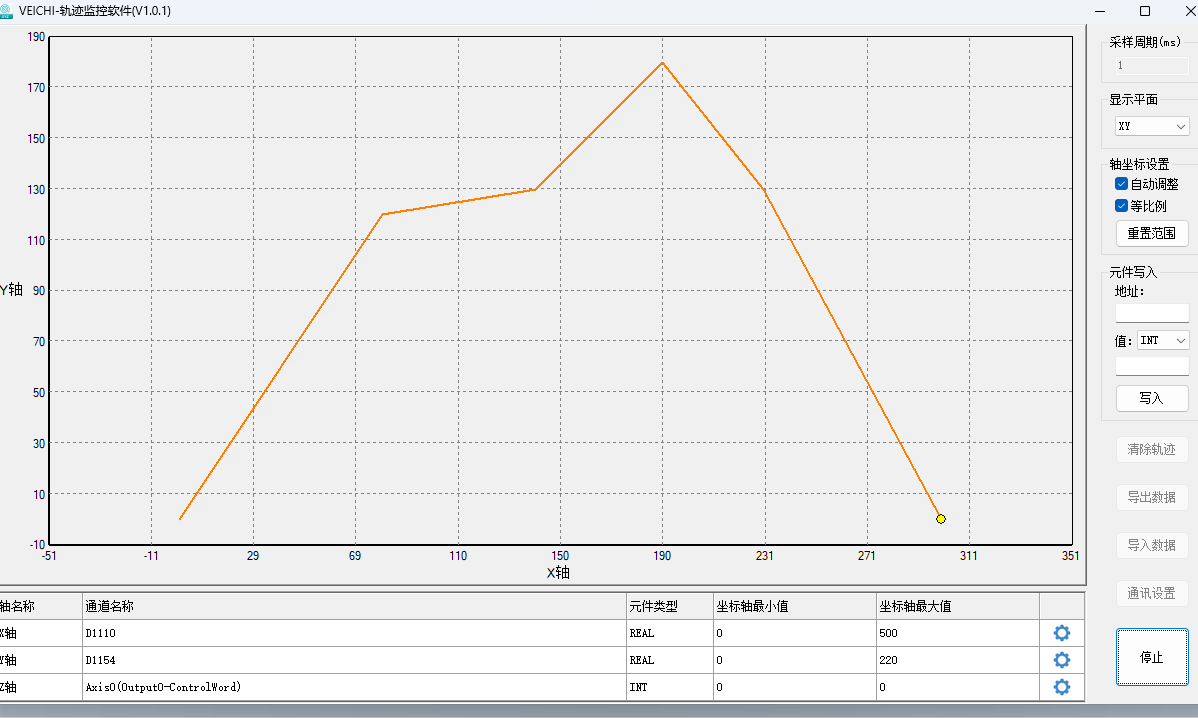 VEICHI-轨迹监控软件(V1.0.1)
190
170
150
130
110
90
70
50
30
10
-10
Y轴
-51 -11 29 69 110 150 190 231 271 311 351
X轴
采样周期(ms)
1
显示平面
XY
轴坐标设置
自动调整
等比例
重置范围
元件写入
地址:
值: INT
写入
清除轨迹
导出数据
导入数据
通讯设置
停止
轴名称 通道名称 元件类型 坐标轴最小值 坐标轴最大值
X轴 D1110 REAL 0 500
Y轴 D1154 REAL 0 220
Z轴 Axis0(Output0-ControlWord) INT 0 0